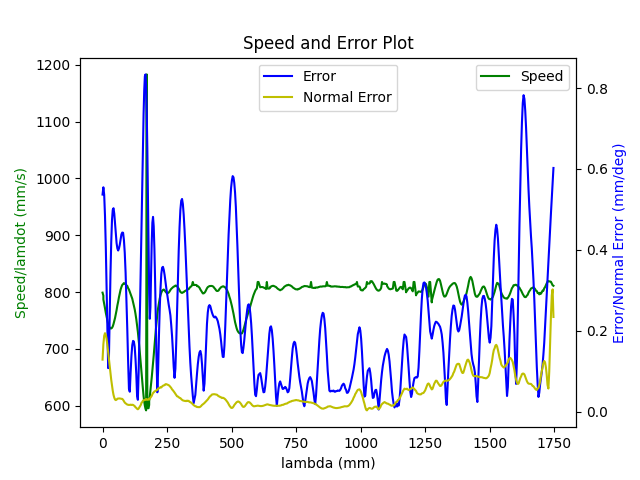 Speed and Error Plot
Error
Normal Error
Speed
1200
1100
1000
900
800
700
600
Speed/lamdot (mm/s)
0.8
0.6
0.4
0.2
0.0
Error/Normal Error (mm/deg)
0 250 500 750 1000 1250 1500 1750
lambda (mm)